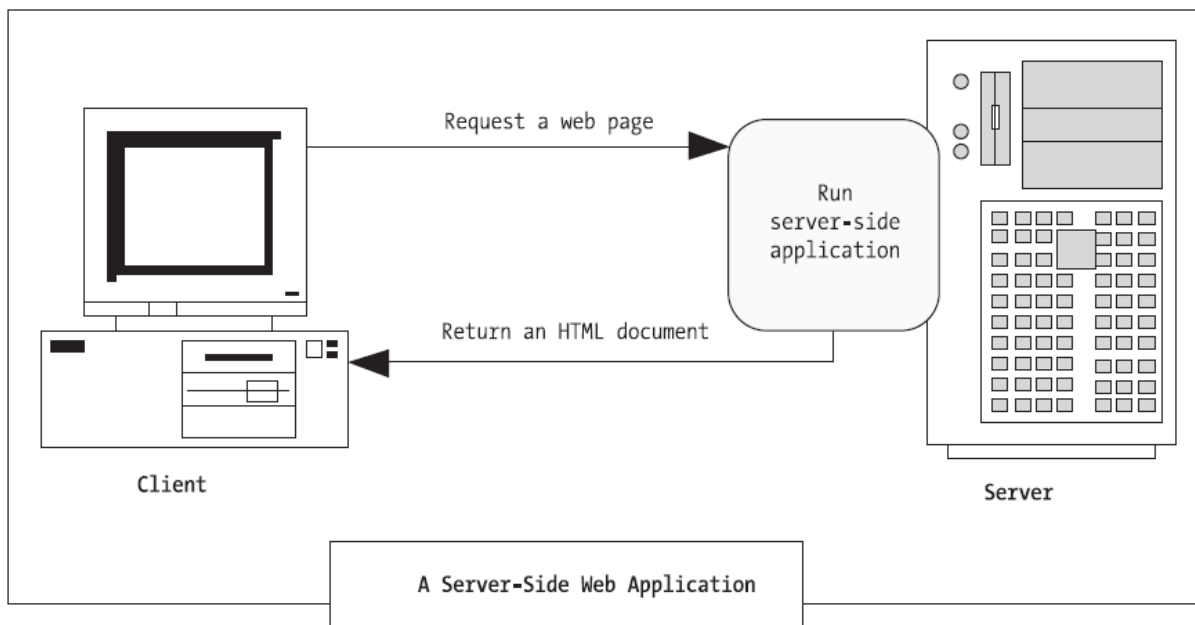 Request a web page
Run
server-side
application
Return an HTML document
Client
Server
A Server-Side Web Application